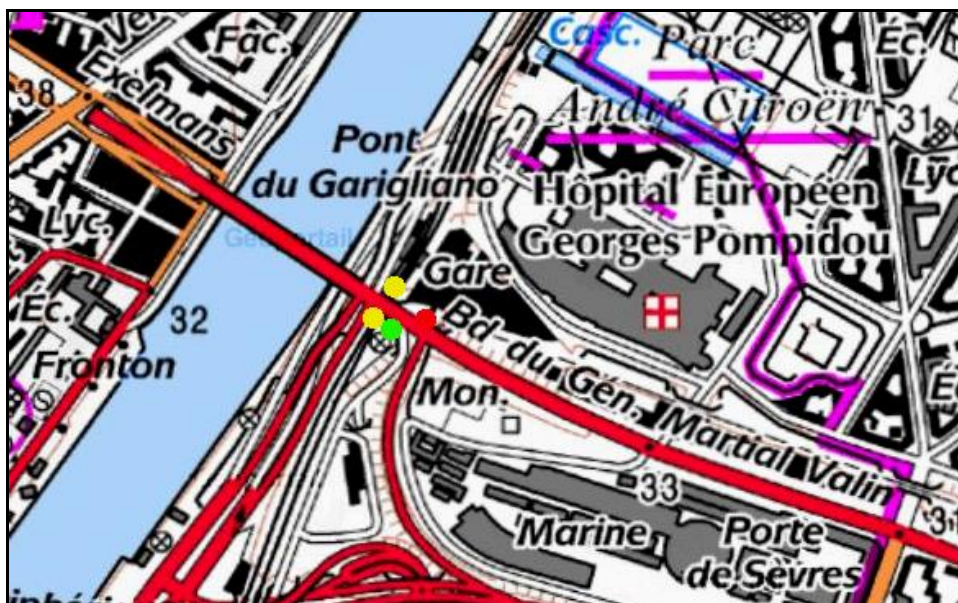 Fac.
Casc.
Parc
Éc.
Exelmans
38
André Citroën
31
Pont
du Garigliano
Hôpital Européen
Georges Pompidou
Lyc.
Gare
Éc.
32
Fronton
Bd du Gén. Martial Valin
Mon.
33
Marine
Porte
de Sèvres